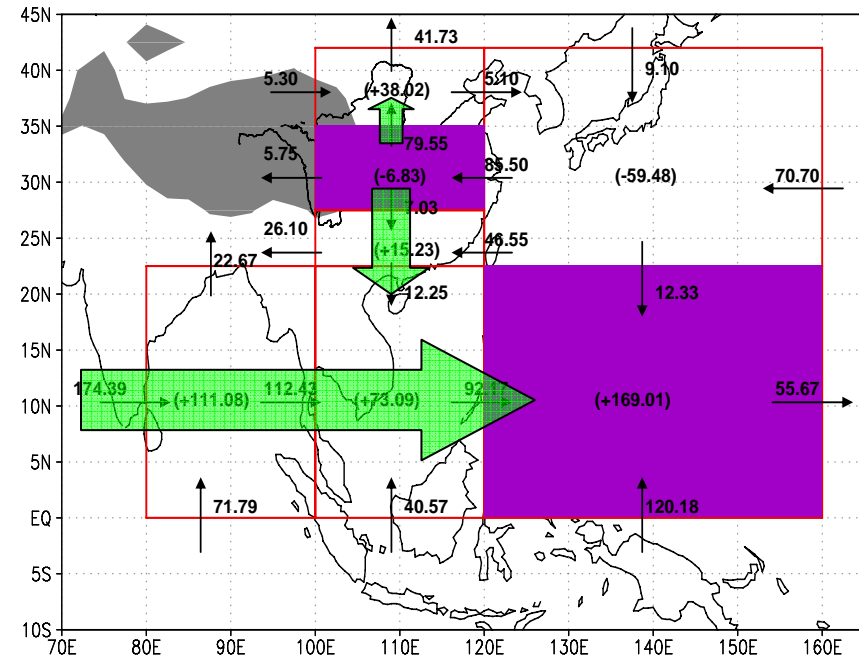 45N
41.73
40N
5.30
(+38.02)
5.10
9.10
35N
79.55
5.75
(-6.83)
85.50
(-59.48)
70.70
30N
7.03
26.10
(+15.23)
46.55
25N
22.67
20N
12.25
12.33
15N
174.39
(+111.08)
112.43
(+73.09)
(+169.01)
55.67
10N
5N
71.79
40.57
120.18
EQ
5S
10S
70E 80E 90E 100E 110E 120E 130E 140E 150E 160E